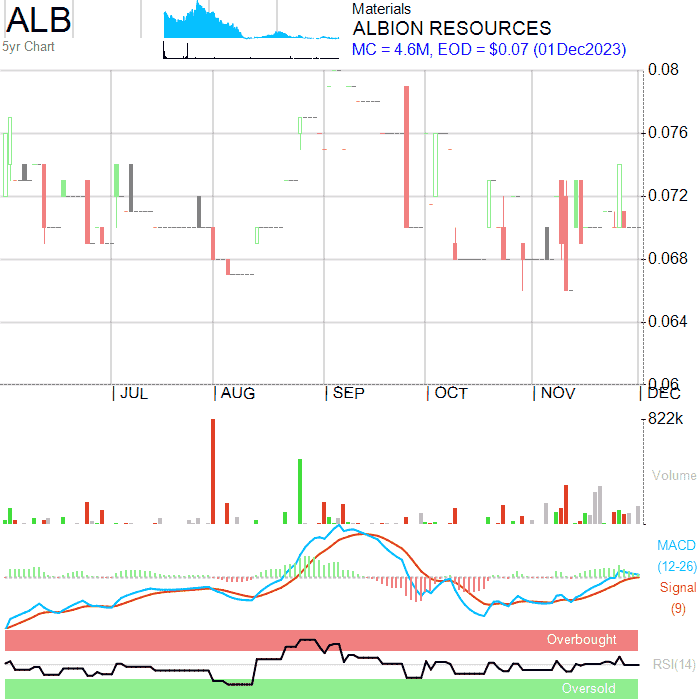 ALB
5yr Chart
Materials
ALBION RESOURCES
MC = 4.6M, EOD = $0.07 (01Dec2023)
0.08
0.076
0.072
0.068
0.064
0.06
| JUL
| AUG
| SEP
| OCT
| NOV
| DEC
822k
Volume
MACD
(12-26)
Signal
(9)
Overbought
RSI(14)
Oversold